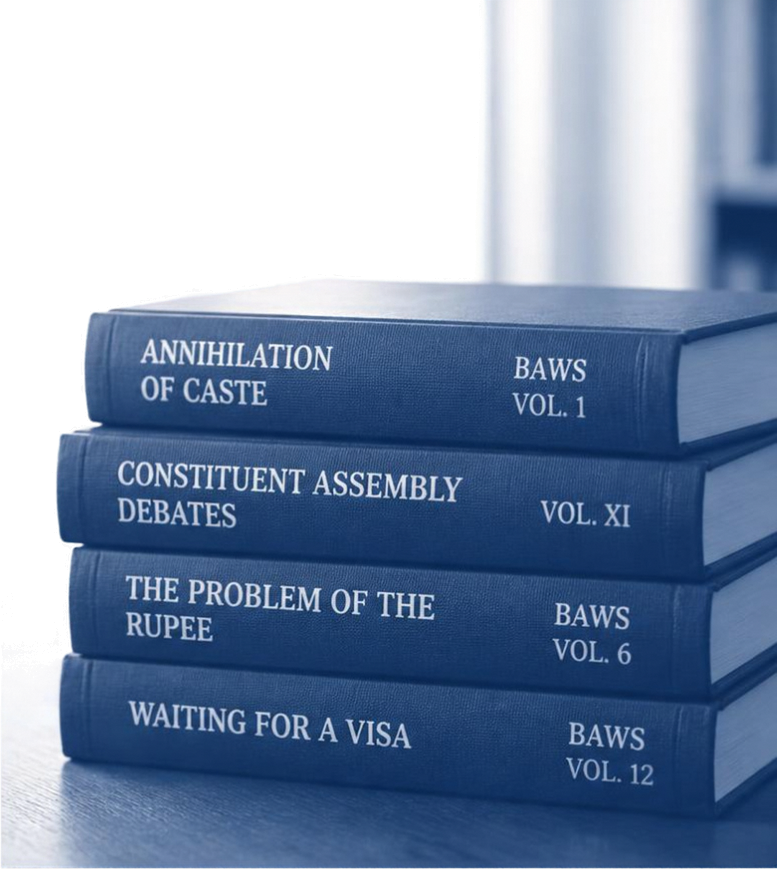 ANNIHILATION
OF CASTE
BAWS
VOL. 1
CONSTITUENT ASSEMBLY
DEBATES
VOL. XI
THE PROBLEM OF THE
RUPEE
BAWS
VOL. 6
WAITING FOR A VISA
BAWS
VOL. 12